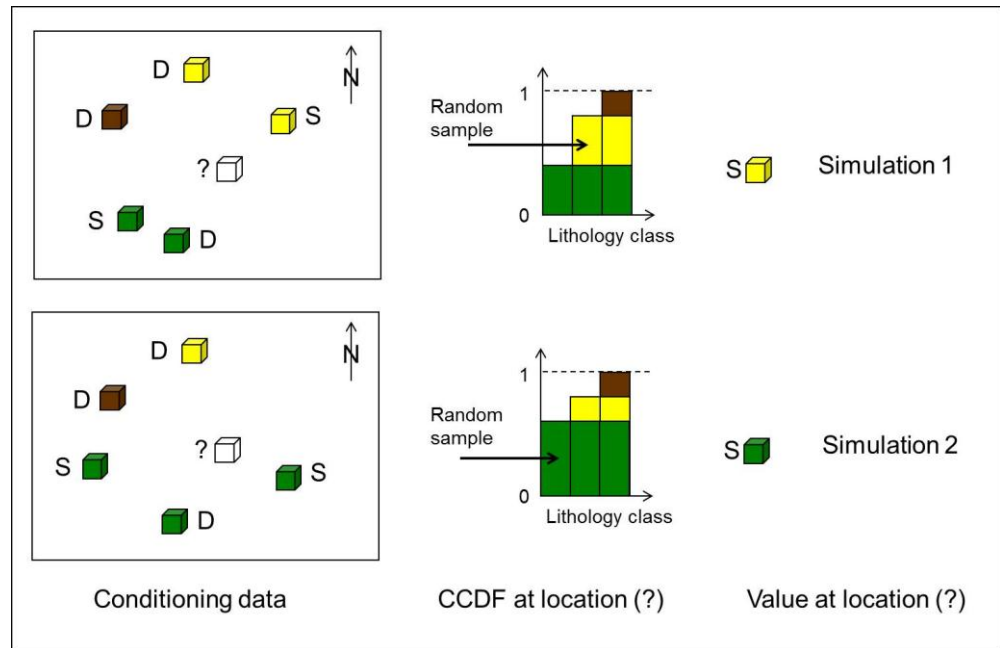 D
N
D
S
?
S
D
Random
sample
1
0
Lithology class
S
Simulation 1
D
N
D
?
S
S
D
Random
sample
1
0
Lithology class
S
Simulation 2
Conditioning data
CCDF at location (?)
Value at location (?)